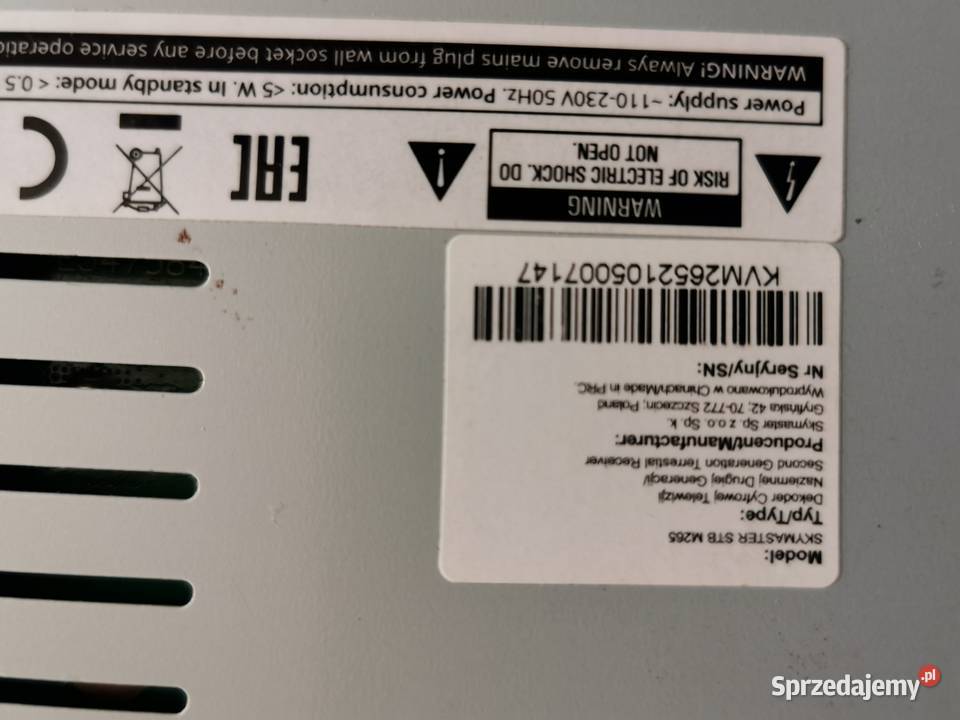 Model:
SKYMASTER STB M265
Typ/Type:
Dekoder Cyfrowej Telewizji
Naziemnej Drugiej Generacji/
Second Generation Terrestial Receiver
Producent/Manufacturer:
Skymaster Sp. z o.o. Sp. k.
Gryfińska 42, 70-772 Szczecin, Poland
Wyprodukowano w Chinach/Made in PRC.
Nr Seryjny/SN:
KVM2652105007147
WARNING
RISK OF ELECTRIC SHOCK. DO
NOT OPEN.
EAC
CE
Power supply: ~110-230V 50Hz. Power consumption: <5 W. In standby mode: < 0.5
WARNING! Always remove mains plug from wall socket before any service operatio
Sprzedajemy.pl